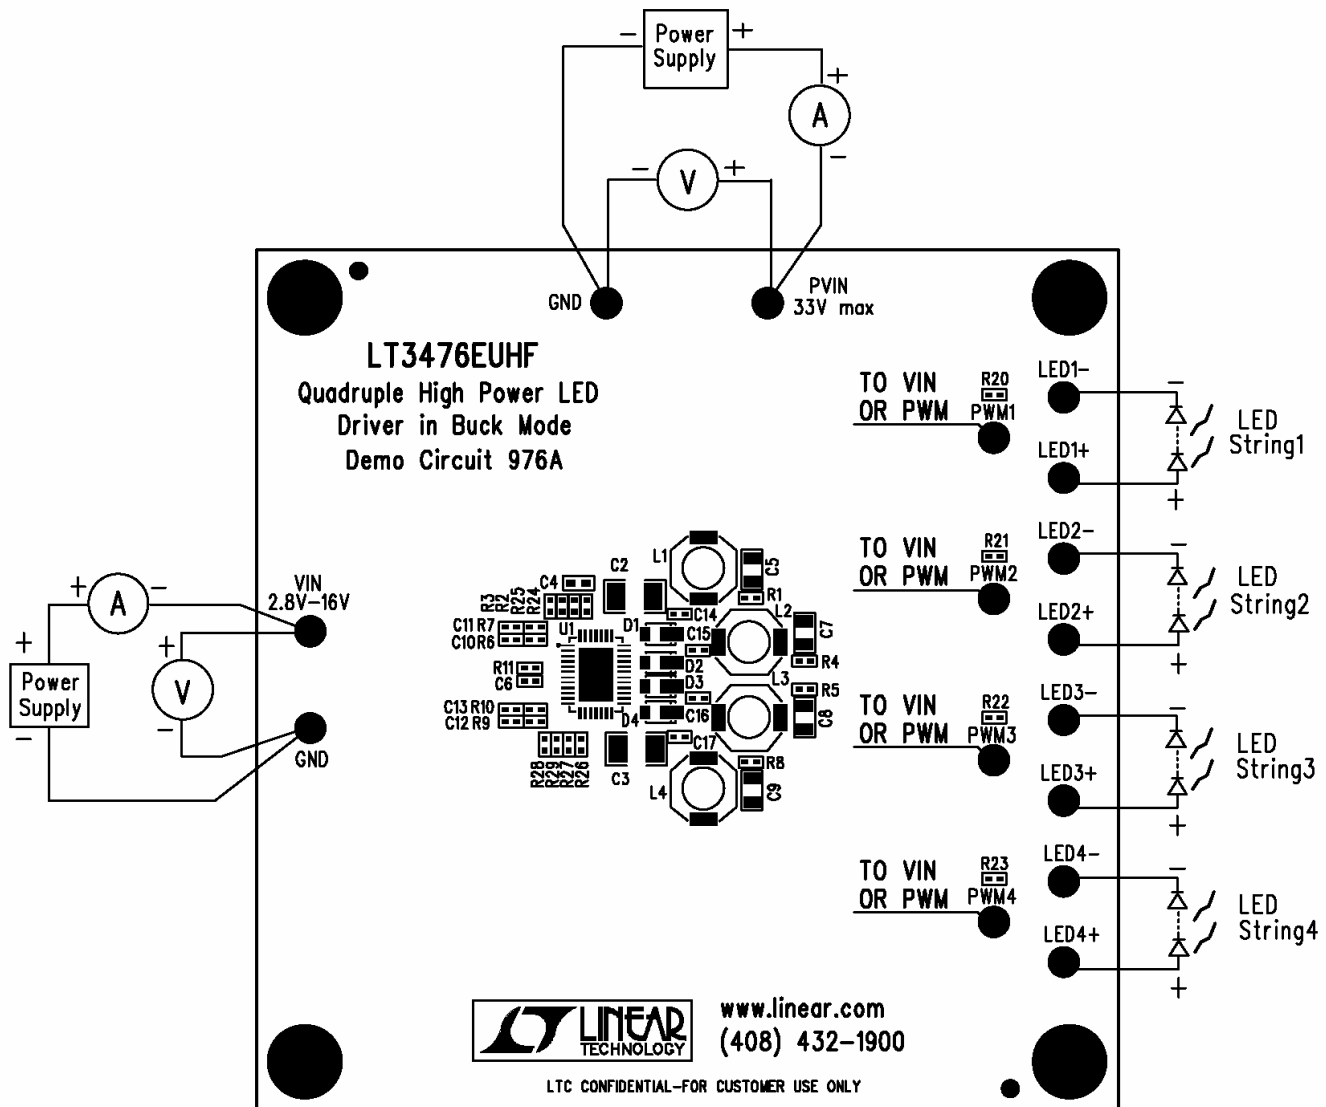 Power
Supply
-
+
+
A
-
-
V
+
GND
PVIN
33V max
LT3476EUHF
Quadruple High Power LED
Driver in Buck Mode
Demo Circuit 976A
TO VIN
OR PWM
R20
PWM1
LED1-
LED1+
-
+
LED
String1
TO VIN
OR PWM
R21
PWM2
LED2-
LED2+
-
+
LED
String2
TO VIN
OR PWM
R22
PWM3
LED3-
LED3+
-
+
LED
String3
TO VIN
OR PWM
R23
PWM4
LED4-
LED4+
-
+
LED
String4
+
A
-
VIN
2.8V-16V
+
V
-
+
Power
Supply
-
GND
C4
C2
L1
C5
R1
R3
R2
R25
R24
C14
L2
C11 R7
C10 R6
U1
D1
C15
C7
R4
R11
C6
D2
D3
L3
R5
C13 R10
C12 R9
D4
C16
C8
C17
R28
R29
R27
R26
C3
L4
R8
C9
LINEAR
TECHNOLOGY
www.linear.com
(408) 432-1900
LTC CONFIDENTIAL-FOR CUSTOMER USE ONLY